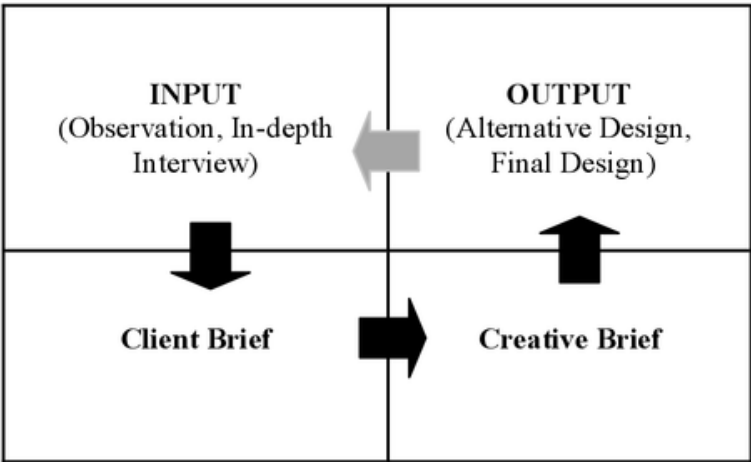 INPUT
(Observation, In-depth
Interview)
OUTPUT
(Alternative Design,
Final Design)
Client Brief
Creative Brief